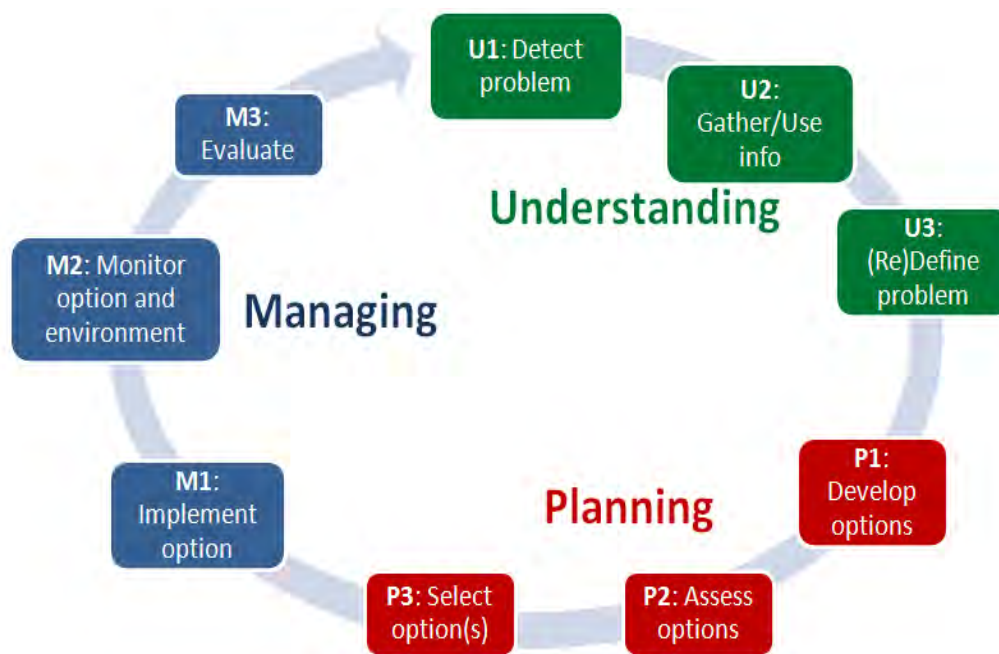 U1: Detect
problem
U2:
Gather/Use
info
Understanding
U3:
(Re)Define
problem
P1:
Develop
options
Planning
P2: Assess
options
P3: Select
option(s)
M1:
Implement
option
Managing
M2: Monitor
option and
environment
M3:
Evaluate